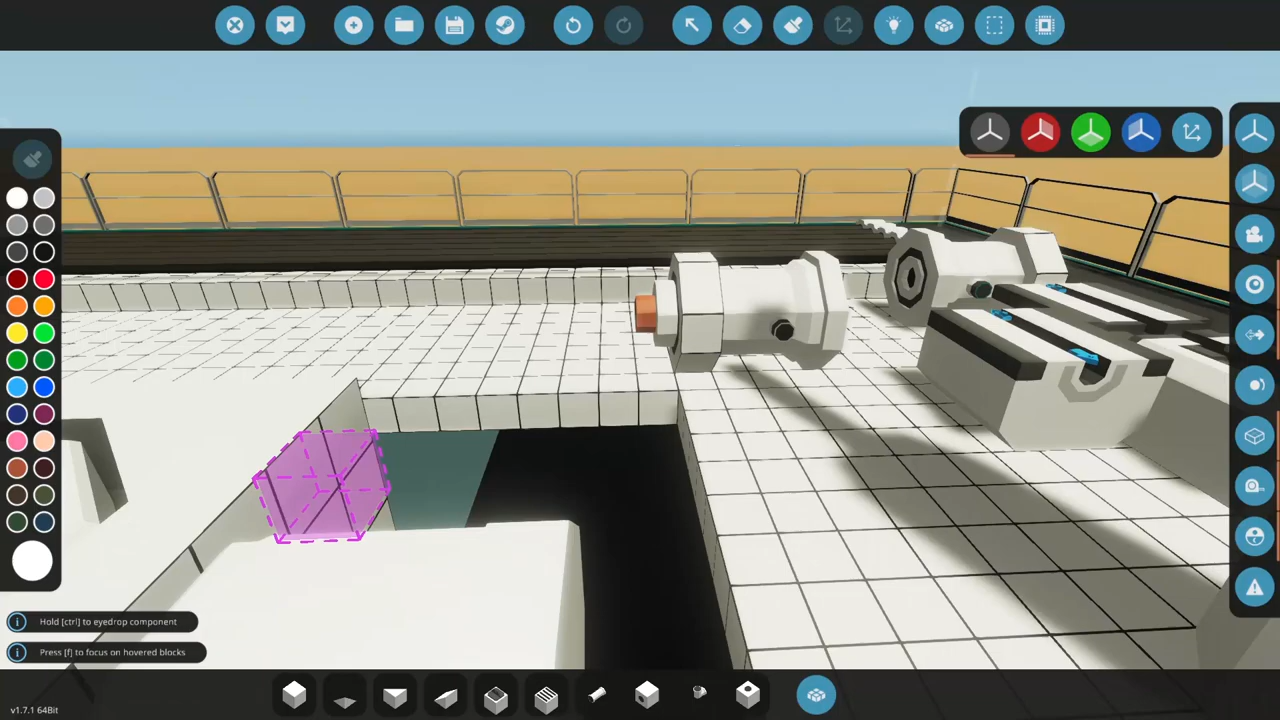 Hold [ctrl] to eyedrop component
Press [f] to focus on hovered blocks
v1.7.1 64Bit